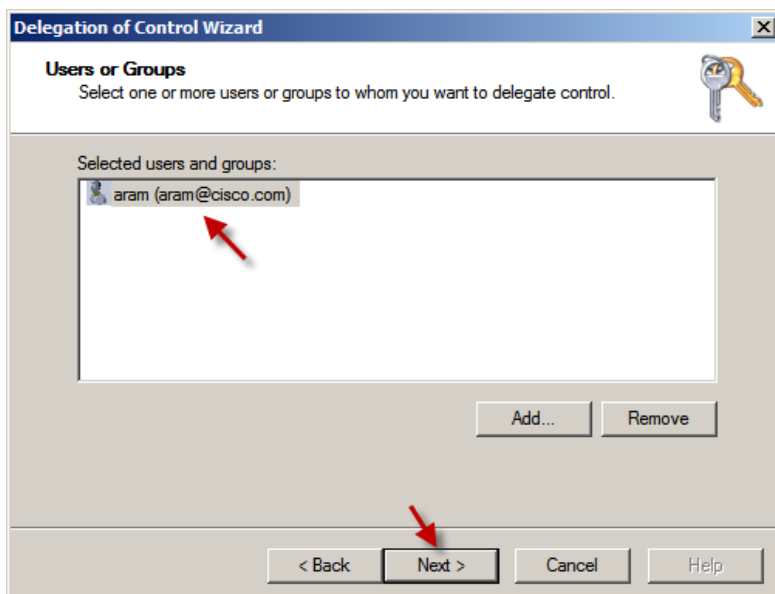 Delegation of Control Wizard
Users or Groups
Select one or more users or groups to whom you want to delegate control.
Selected users and groups:
aram (aram@cisco.com)
Add... Remove
< Back Next > Cancel Help